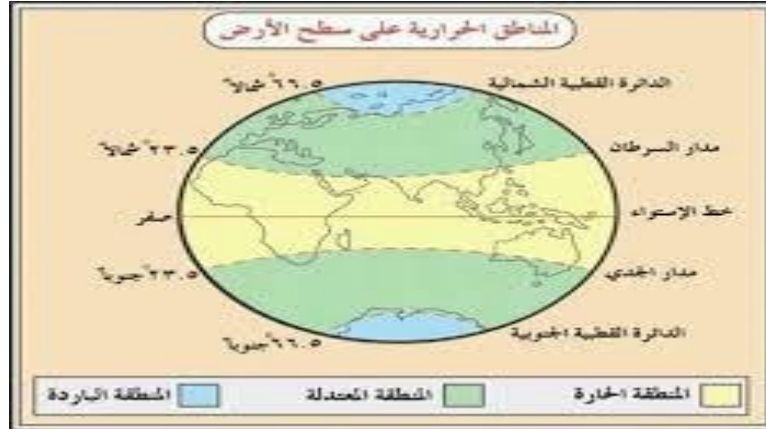 المناطق الحرارية على سطح الأرض
الدائرة القطبية الشمالية
٦٦.٥° شمالاً
مدار السرطان
٢٣.٥° شمالاً
خط الإستواء
صفر
مدار الجدي
٢٣.٥° جنوباً
الدائرة القطبية الجنوبية
٦٦.٥° جنوباً
المنطقة الحارة
المنطقة المعتدلة
المنطقة الباردة